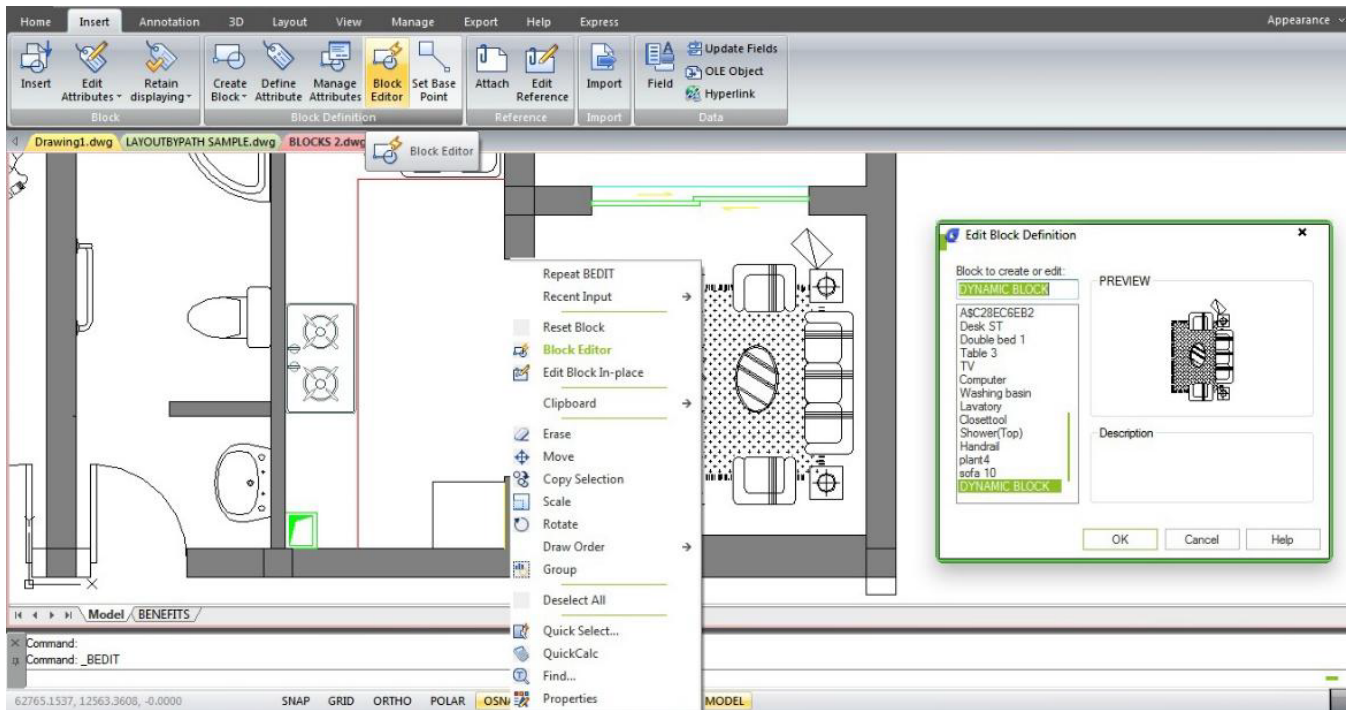 Home Insert Annotation 3D Layout View Manage Export Help Express Appearance
Insert
Edit Attributes
Retain displaying
Create Block
Define Attribute
Manage Attributes
Block Editor
Set Base Point
Attach
Edit Reference
Import
Field
Update Fields
OLE Object
Hyperlink
Block Block Definition Reference Import Data
Drawing1.dwg LAYOUTBYPATH SAMPLE.dwg BLOCKS 2.dwg
Block Editor
Repeat BEDIT
Recent Input
Reset Block
Block Editor
Edit Block In-place
Clipboard
Erase
Move
Copy Selection
Scale
Rotate
Draw Order
Group
Deselect All
Quick Select...
QuickCalc
Find...
Properties
Edit Block Definition
Block to create or edit:
DYNAMIC BLOCK
A$C28EC6EB2
Desk ST
Double bed 1
Table 3
TV
Computer
Washing basin
Lavatory
Closettool
Shower(Top)
Handrail
plant4
sofa 10
DYNAMIC BLOCK
PREVIEW
Description
OK Cancel Help
X
Model BENEFITS
Command:
Command: _BEDIT
62765.1537, 12563.3608, -0.0000 SNAP GRID ORTHO POLAR MODEL